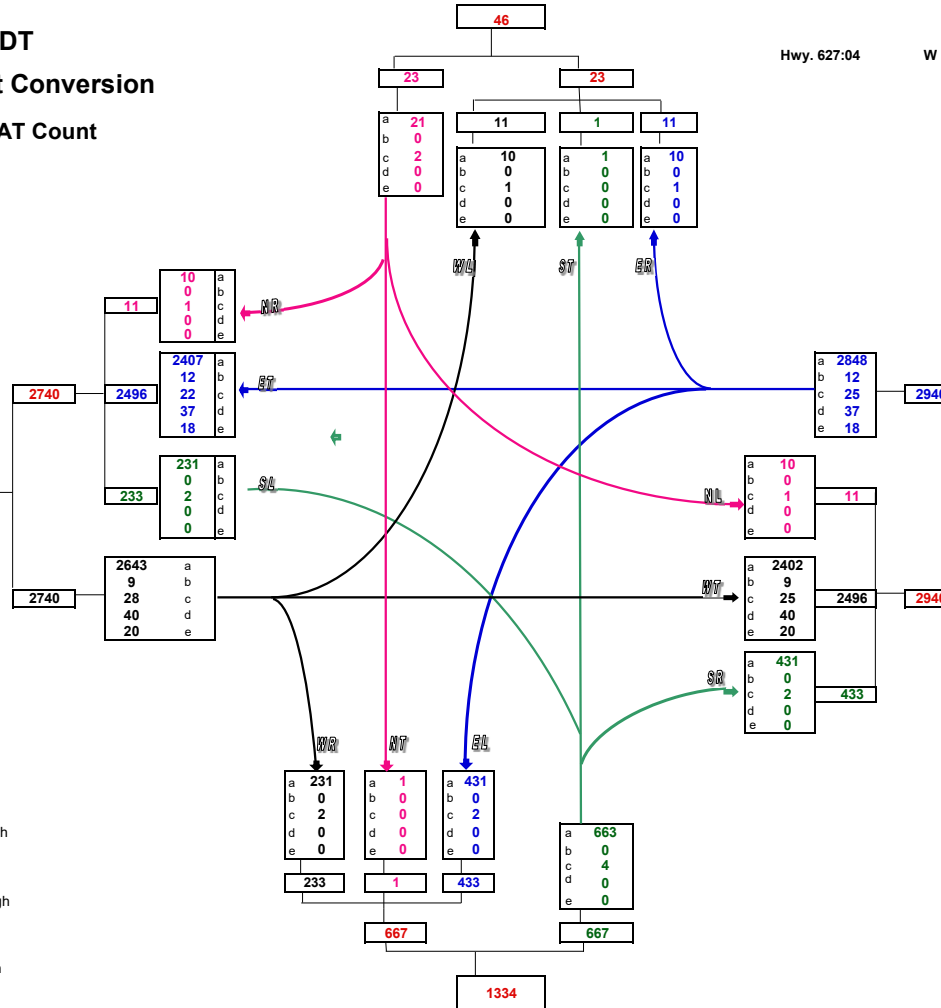 46
DT
Hwy. 627:04 W
t Conversion
23 23
AT Count
a 21
b 0
c 2
d 0
e 0
11 1 11
a 10 a 1 a 10
b 0 b 0 b 0
c 1 c 0 c 1
d 0 d 0 d 0
e 0 e 0 e 0
WL ST ER
10 a
0 b
11 1 c
0 d
0 e
NR
2407 a
12 b
2740 2496 22 c
37 d
18 e
ET
a 2848
b 12
c 25 294
d 37
e 18
231 a
0 b
233 2 c
0 d
0 e
SL
a 10
b 0
NL c 1 11
d 0
e 0
2643 a
9 b
2740 28 c
40 d
20 e
a 2402
b 9
WT c 25 2496 294
d 40
e 20
a 431
b 0
SR c 2 433
d 0
e 0
WR NT EL
a 231 a 1 a 431
b 0 b 0 b 0
c 2 c 0 c 2
d 0 d 0 d 0
e 0 e 0 e 0
a 663
b 0
c 4
d 0
e 0
h
233 1 433
gh
667 667
1334